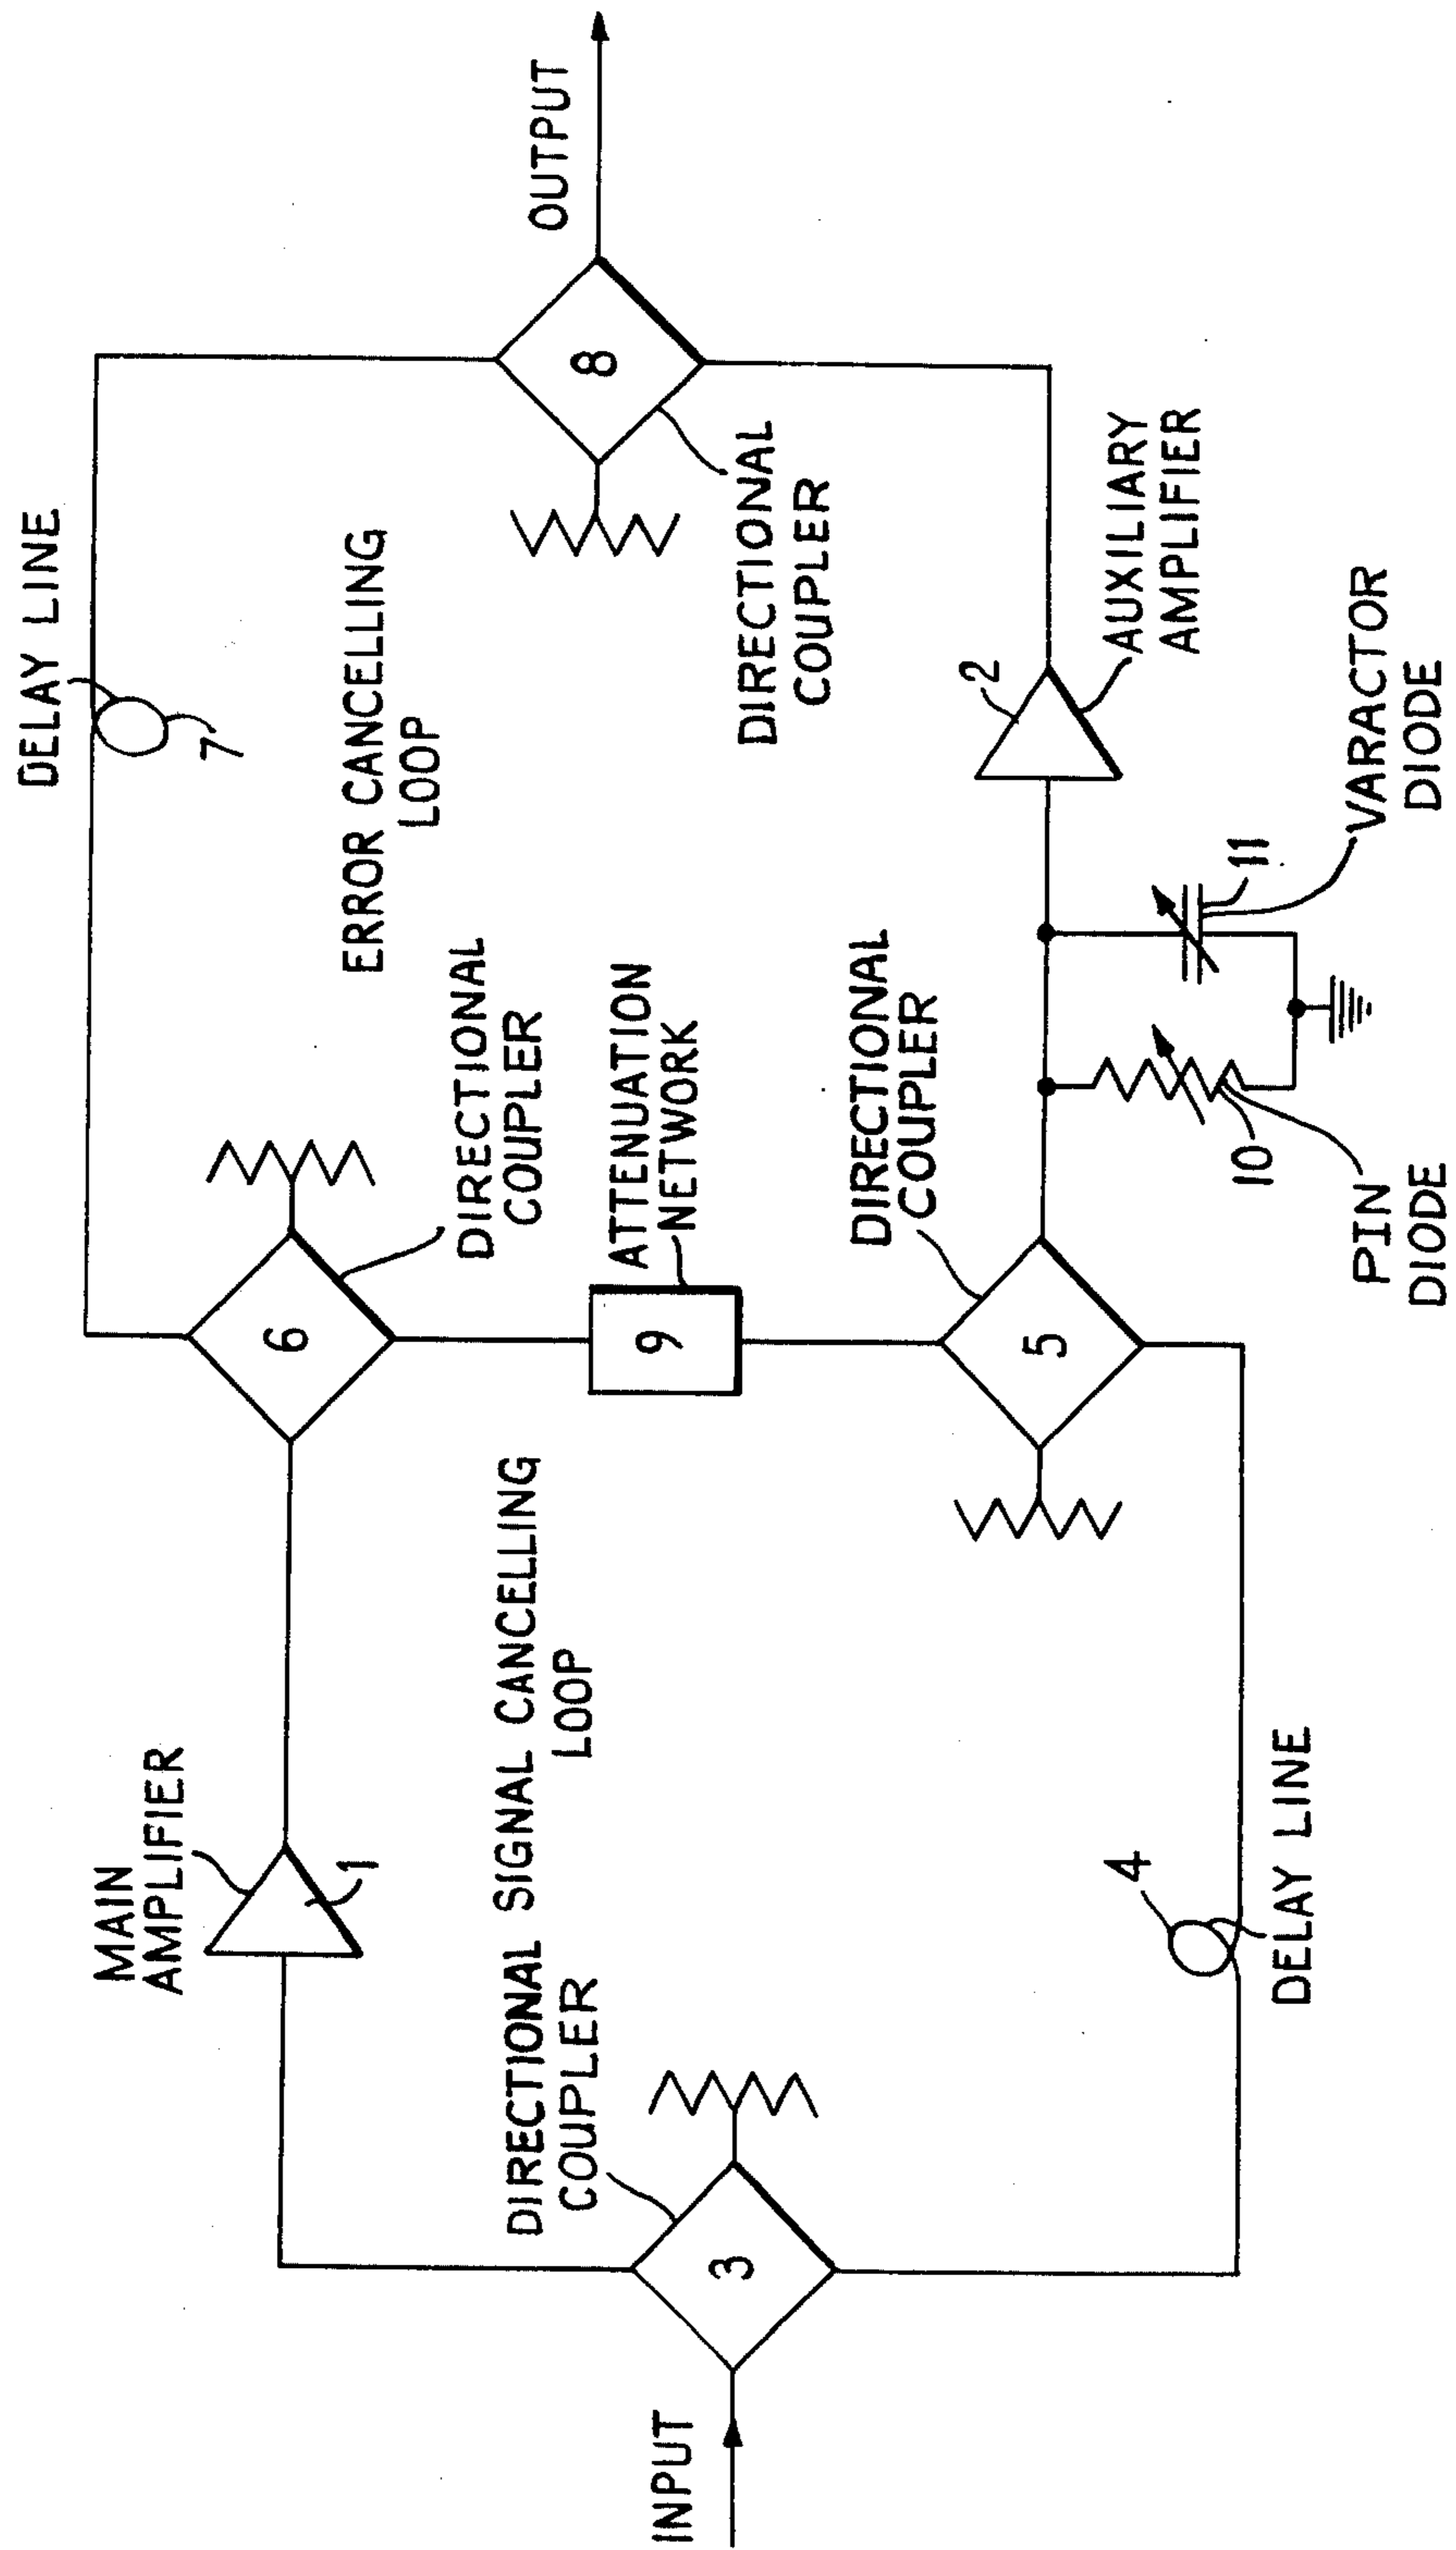 INPUT
3
DIRECTIONAL
COUPLER
MAIN
AMPLIFIER
1
SIGNAL CANCELLING
LOOP
4
DELAY LINE
6
DIRECTIONAL
COUPLER
9
ATTENUATION
NETWORK
5
DIRECTIONAL
COUPLER
10
PIN
DIODE
11
VARACTOR
DIODE
2
AUXILIARY
AMPLIFIER
DELAY LINE
7
ERROR CANCELLING
LOOP
8
DIRECTIONAL
COUPLER
OUTPUT